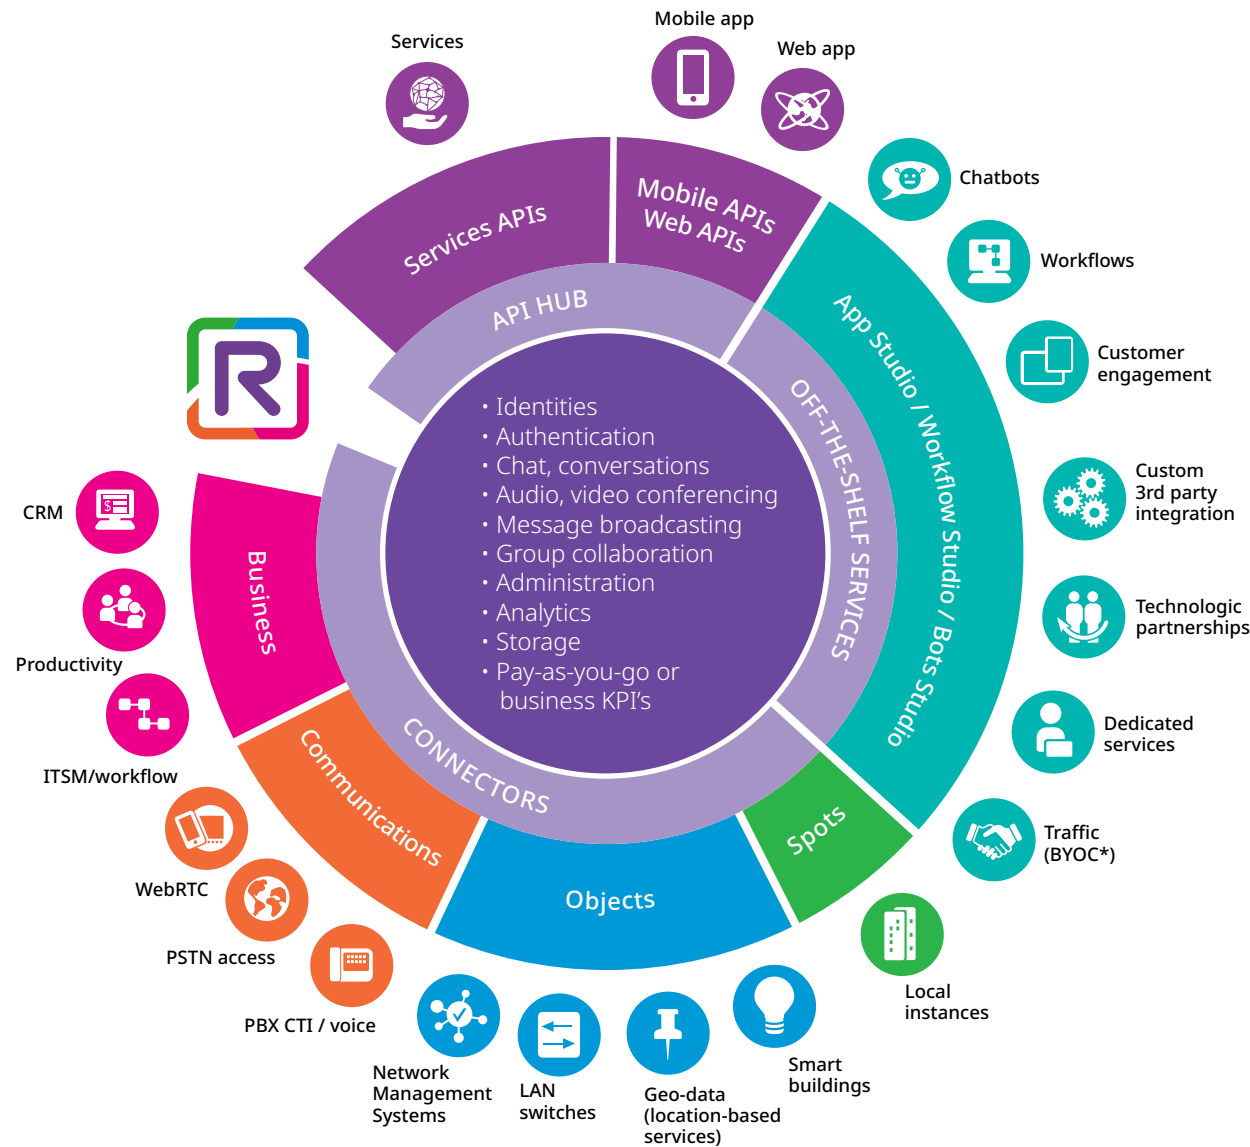 Services
Mobile app
Web app
Chatbots
Workflows
Customer
engagement
Custom
3rd party
integration
Technologic
partnerships
Dedicated
services
Traffic
(BYOC*)
Local
instances
Smart
buildings
Geo-data
(location-based
services)
LAN
switches
Network
Management
Systems
PBX CTI / voice
PSTN access
WebRTC
ITSM/workflow
Productivity
CRM
R
$
Services APIs
Mobile APIs
Web APIs
App Studio / Workflow Studio / Bots Studio
Spots
Objects
Communications
Business
API HUB
OFF-THE-SHELF SERVICES
CONNECTORS
• Identities
• Authentication
• Chat, conversations
• Audio, video conferencing
• Message broadcasting
• Group collaboration
• Administration
• Analytics
• Storage
• Pay-as-you-go or
business KPI's